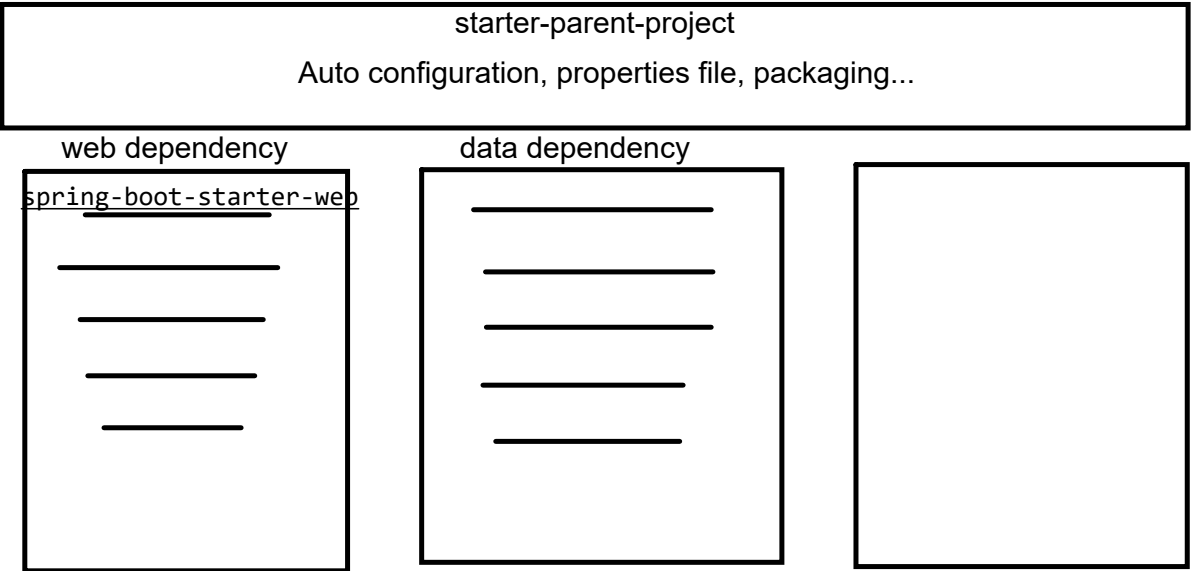 starter-parent-project
Auto configuration, properties file, packaging...
web dependency
data dependency
spring-boot-starter-web